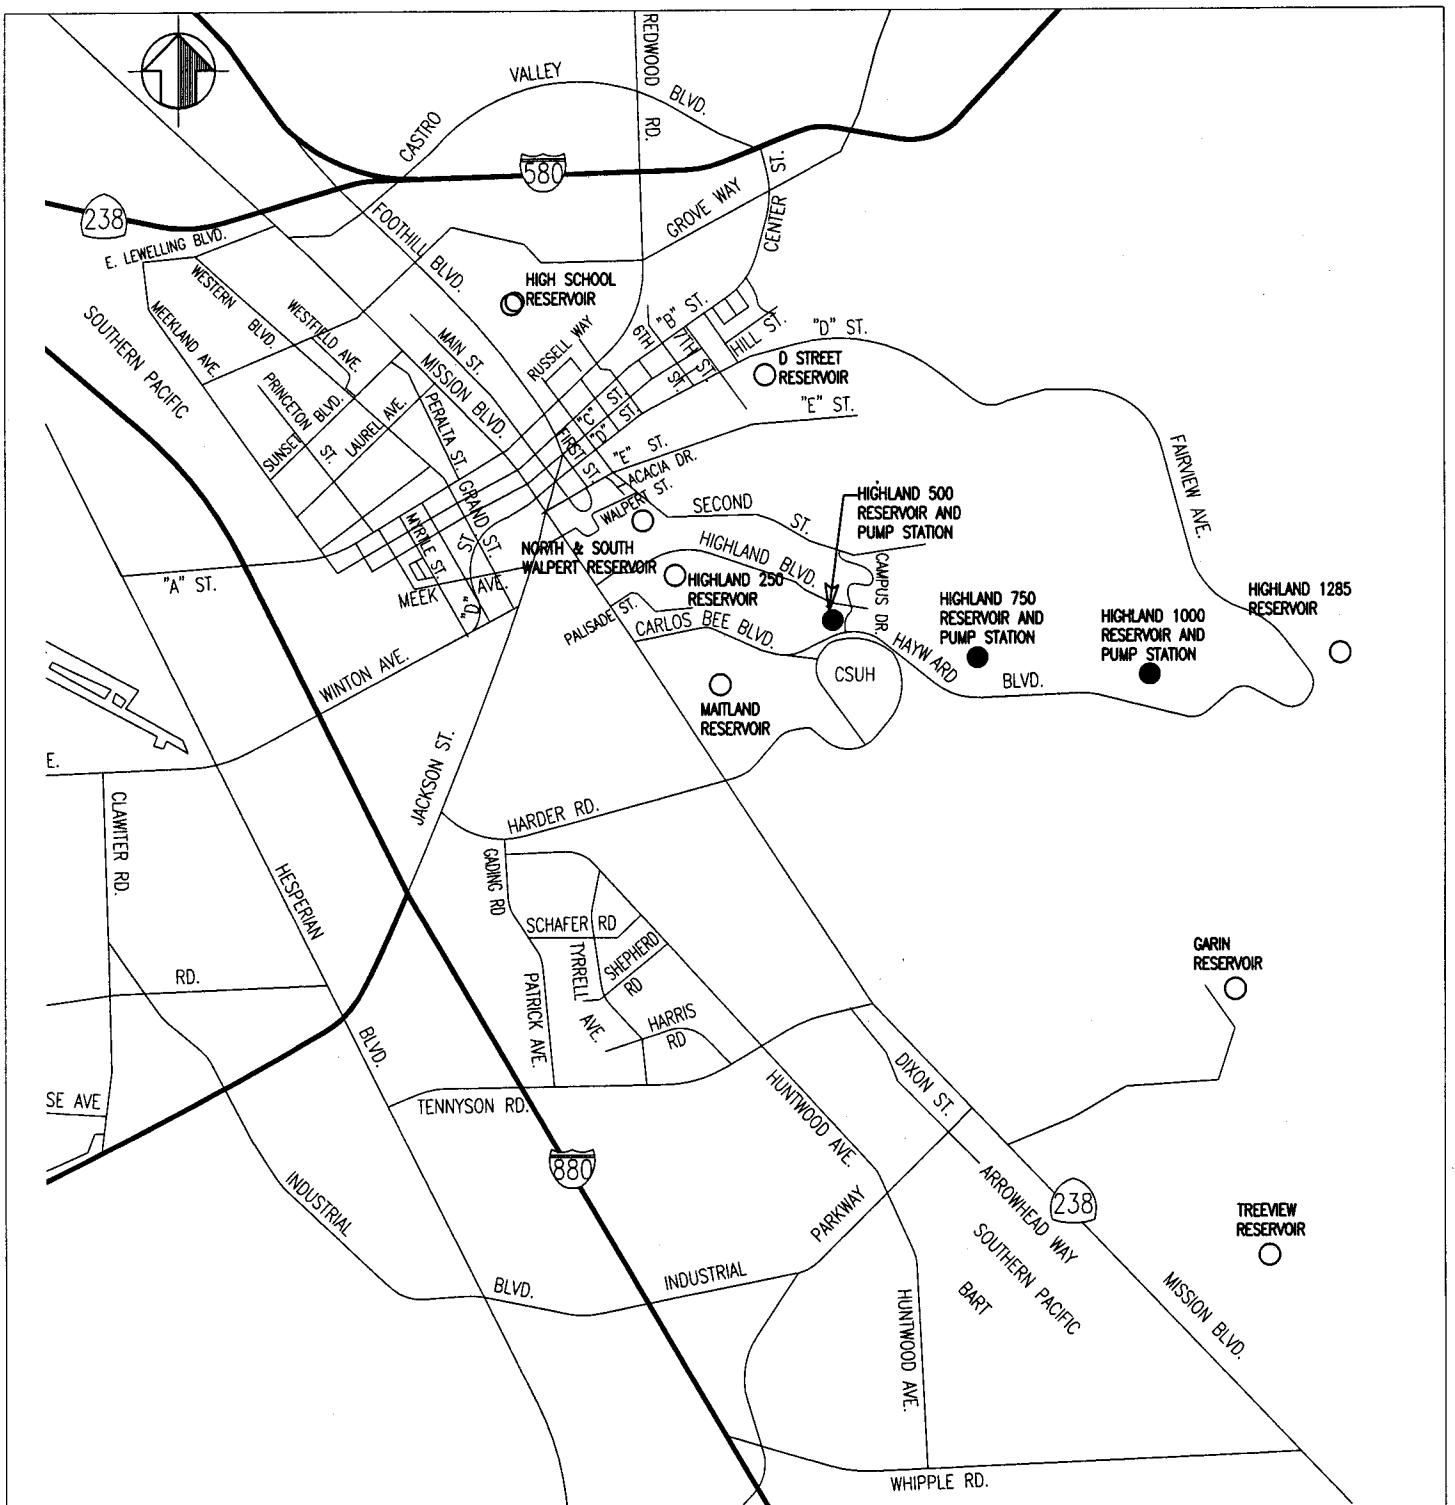 REDWOOD
RD.
VALLEY
BLVD.
CASTRO
580
ST.
CENTER
238
GROVE WAY
FOOTHILL
BLVD.
E. LEWELLING BLVD.
WESTERN
BLVD.
HIGH SCHOOL
RESERVOIR
MEEKLAND AVE.
WESTFIELD AVE.
SOUTHERN PACIFIC
MAIN ST.
RUSSELL WAY
6TH
ST.
"B" ST.
7TH
ST.
HILL ST.
"D" ST.
MISSION BLVD.
D STREET
RESERVOIR
PRINCETON
ST.
SUNSET BLVD.
LAUREL AVE.
PERALTA
ST.
"C" ST.
"D" ST.
"E" ST.
FIRST
ST.
"E" ST.
FAIRVIEW AVE.
ACACIA DR.
WALPERT ST.
GRAND
ST.
MYRTLE ST.
SECOND
ST.
HIGHLAND 500
RESERVOIR AND
PUMP STATION
NORTH & SOUTH
WALPERT RESERVOIR
HIGHLAND BLVD.
"A" ST.
MEEK AVE.
"D"
ST.
HIGHLAND 250
RESERVOIR
CAMPUS DR.
HIGHLAND 750
RESERVOIR AND
PUMP STATION
HIGHLAND 1000
RESERVOIR AND
PUMP STATION
HIGHLAND 1285
RESERVOIR
PALISADE ST.
CARLOS BEE BLVD.
HAYWARD
BLVD.
CSUH
WINTON AVE.
MAITLAND
RESERVOIR
E.
JACKSON ST.
CLAWITER RD.
HARDER RD.
HESPERIAN
BLVD.
GADING RD
SCHAFER RD
TYRRELL
AVE.
SHEPHERD
RD
PATRICK AVE.
HARRIS
RD
GARIN
RESERVOIR
RD.
SE AVE
TENNYSON RD.
HUNTWOOD AVE.
DIXON ST.
880
INDUSTRIAL
BLVD.
INDUSTRIAL
PARKWAY
ARROWHEAD WAY
238
SOUTHERN PACIFIC
BART
TREEVIEW
RESERVOIR
MISSION BLVD.
HUNTWOOD AVE.
WHIPPLE RD.